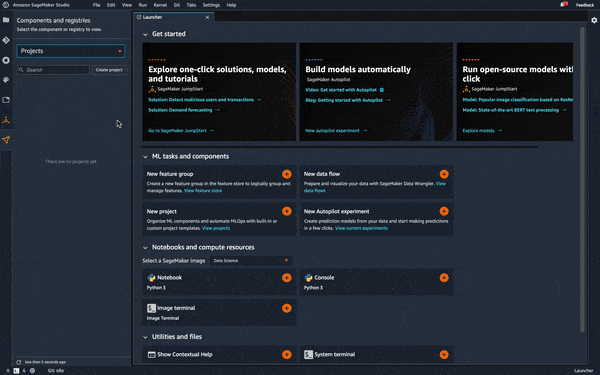 Amazon SageMaker Studio File Edit View Run Kernel Git Tabs Settings Help Feedback
Components and registries
Select the component or registry to view.
Projects
Search Create project
There are no projects yet.
less than 5 seconds ago
Launcher
Get started
Explore one-click solutions, models,
and tutorials
SageMaker JumpStart
Solution: Detect malicious users and transactions →
Solution: Demand forecasting →
Go to SageMaker JumpStart →
Build models automatically
SageMaker Autopilot
Video: Get started with Autopilot
Blog: Getting started with Autopilot →
New autopilot experiment →
Run open-source models with
click
SageMaker JumpStart
Model: Popular image classification based on ResNe
Model: State-of-the-art BERT text processing →
Explore models →
ML tasks and components
New feature group
Create a new feature group in the feature store to logically group and
manage features. View feature store
New data flow
Prepare and visualize your data with SageMaker Data Wrangler. View
data flows
New project
Organize ML components and automate MLOps with built-in or
custom project templates. View projects
New Autopilot experiment
Create prediction models from your data and start making predictions
in a few clicks. View current experiments
Notebooks and compute resources
Select a SageMaker image Data Science
Notebook
Python 3
Console
Python 3
Image terminal
Image Terminal
Utilities and files
Show Contextual Help
System terminal
0 6 Git: idle Launcher